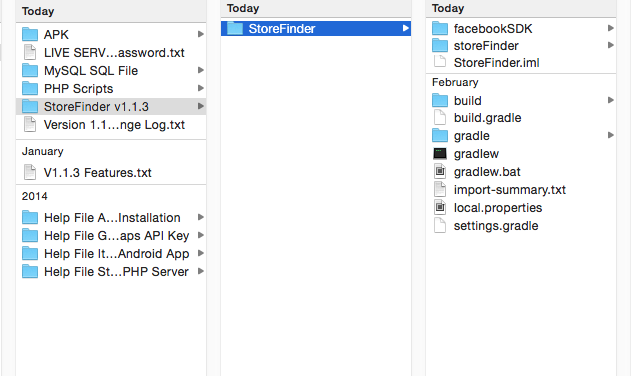 Today
APK
LIVE SERV...assword.txt
MySQL SQL File
PHP Scripts
StoreFinder v1.1.3
Version 1.1...nge Log.txt
January
V1.1.3 Features.txt
2014
Help File A...Installation
Help File G...aps API Key
Help File It...Android App
Help File St...PHP Server
Today
StoreFinder
Today
facebookSDK
storeFinder
StoreFinder.iml
February
build
build.gradle
gradle
gradlew
gradlew.bat
import-summary.txt
local.properties
settings.gradle